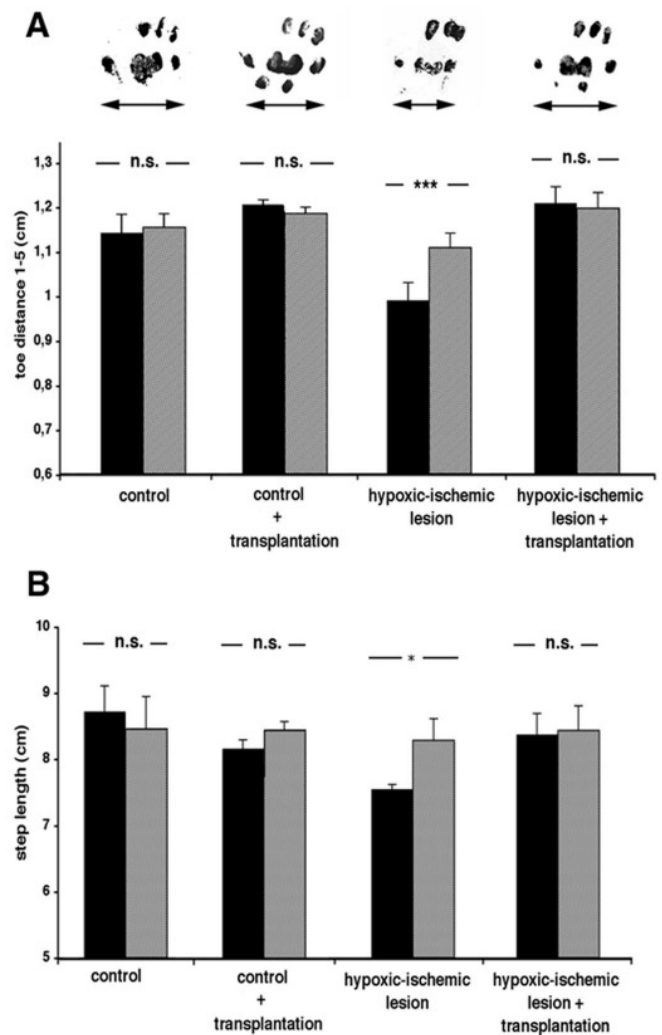 A
1,3
1,2
1,1
1
0,9
0,8
0,7
0,6
toe distance 1-5 (cm)
n.s.
n.s.
***
n.s.
control
control
+
transplantation
hypoxic-ischemic
lesion
hypoxic-ischemic
lesion +
transplantation
B
10
9
8
7
6
5
step length (cm)
n.s.
n.s.
*
n.s.
control
control
+
transplantation
hypoxic-ischemic
lesion
hypoxic-ischemic
lesion +
transplantation